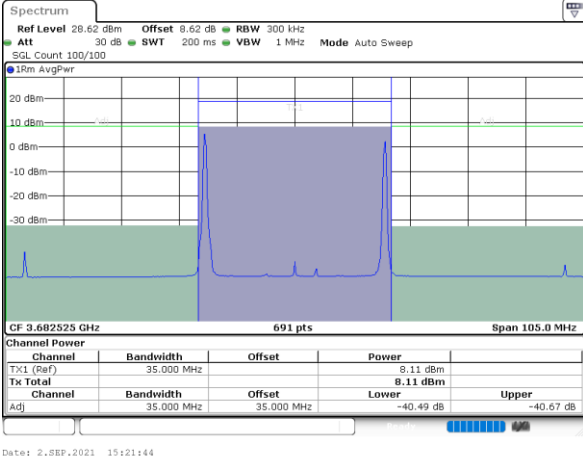 Spectrum
Ref Level 28.62 dBm Offset 8.62 dB RBW 300 kHz
Att 30 dB SWT 200 ms VBW 1 MHz Mode Auto Sweep
SGL Count 100/100
1Rm AvgPwr
20 dBm
TX1
10 dBm Adj Adj
0 dBm
-10 dBm
-20 dBm
-30 dBm
CF 3.682525 GHz 691 pts Span 105.0 MHz
Channel Power
Channel Bandwidth Offset Power
TX1 (Ref) 35.000 MHz 8.11 dBm
Tx Total 8.11 dBm
Channel Bandwidth Offset Lower Upper
Adj 35.000 MHz 35.000 MHz -40.49 dB -40.67 dB
Ready
Date: 2.SEP.2021 15:21:44